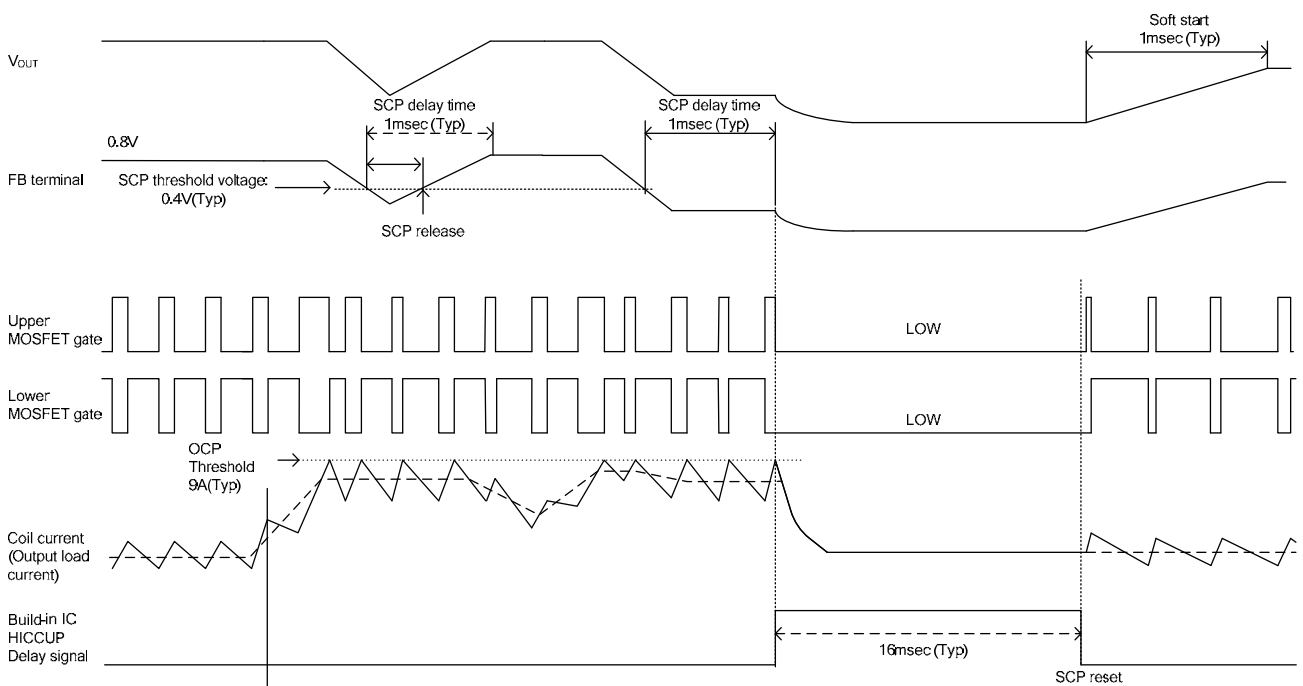 Soft start
1msec (Typ)
VOUT
SCP delay time
1msec (Typ)
SCP delay time
1msec (Typ)
0.8V
FB terminal
SCP threshold voltage:
0.4V(Typ)
SCP release
Upper
MOSFET gate
LOW
Lower
MOSFET gate
LOW
OCP
Threshold
9A(Typ)
Coil current
(Output load
current)
Build-in IC
HICCUP
Delay signal
16msec (Typ)
SCP reset